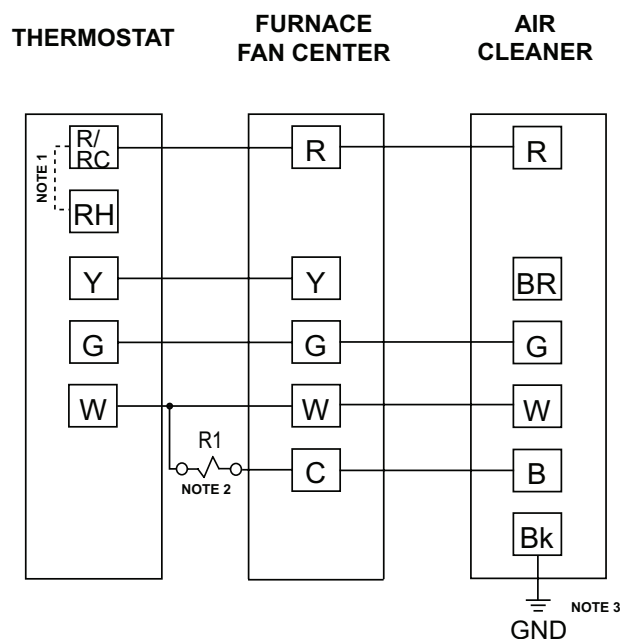 THERMOSTAT
FURNACE
FAN CENTER
AIR
CLEANER
R/
RC
R
R
NOTE 1
RH
Y
Y
BR
G
G
G
W
W
W
R1
NOTE 2
C
B
Bk
NOTE 3
GND